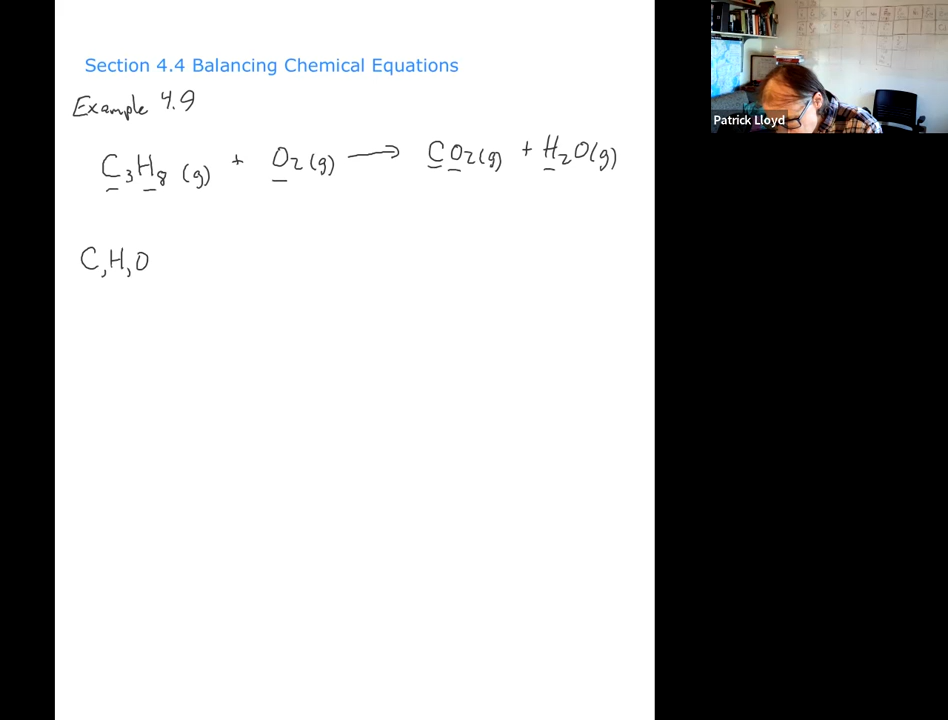 Section 4.4 Balancing Chemical Equations
Example 4.9
C₃H₈ (g) + O₂ (g) ⟶ CO₂ (g) + H₂O(g)
C, H, O
Patrick Lloyd